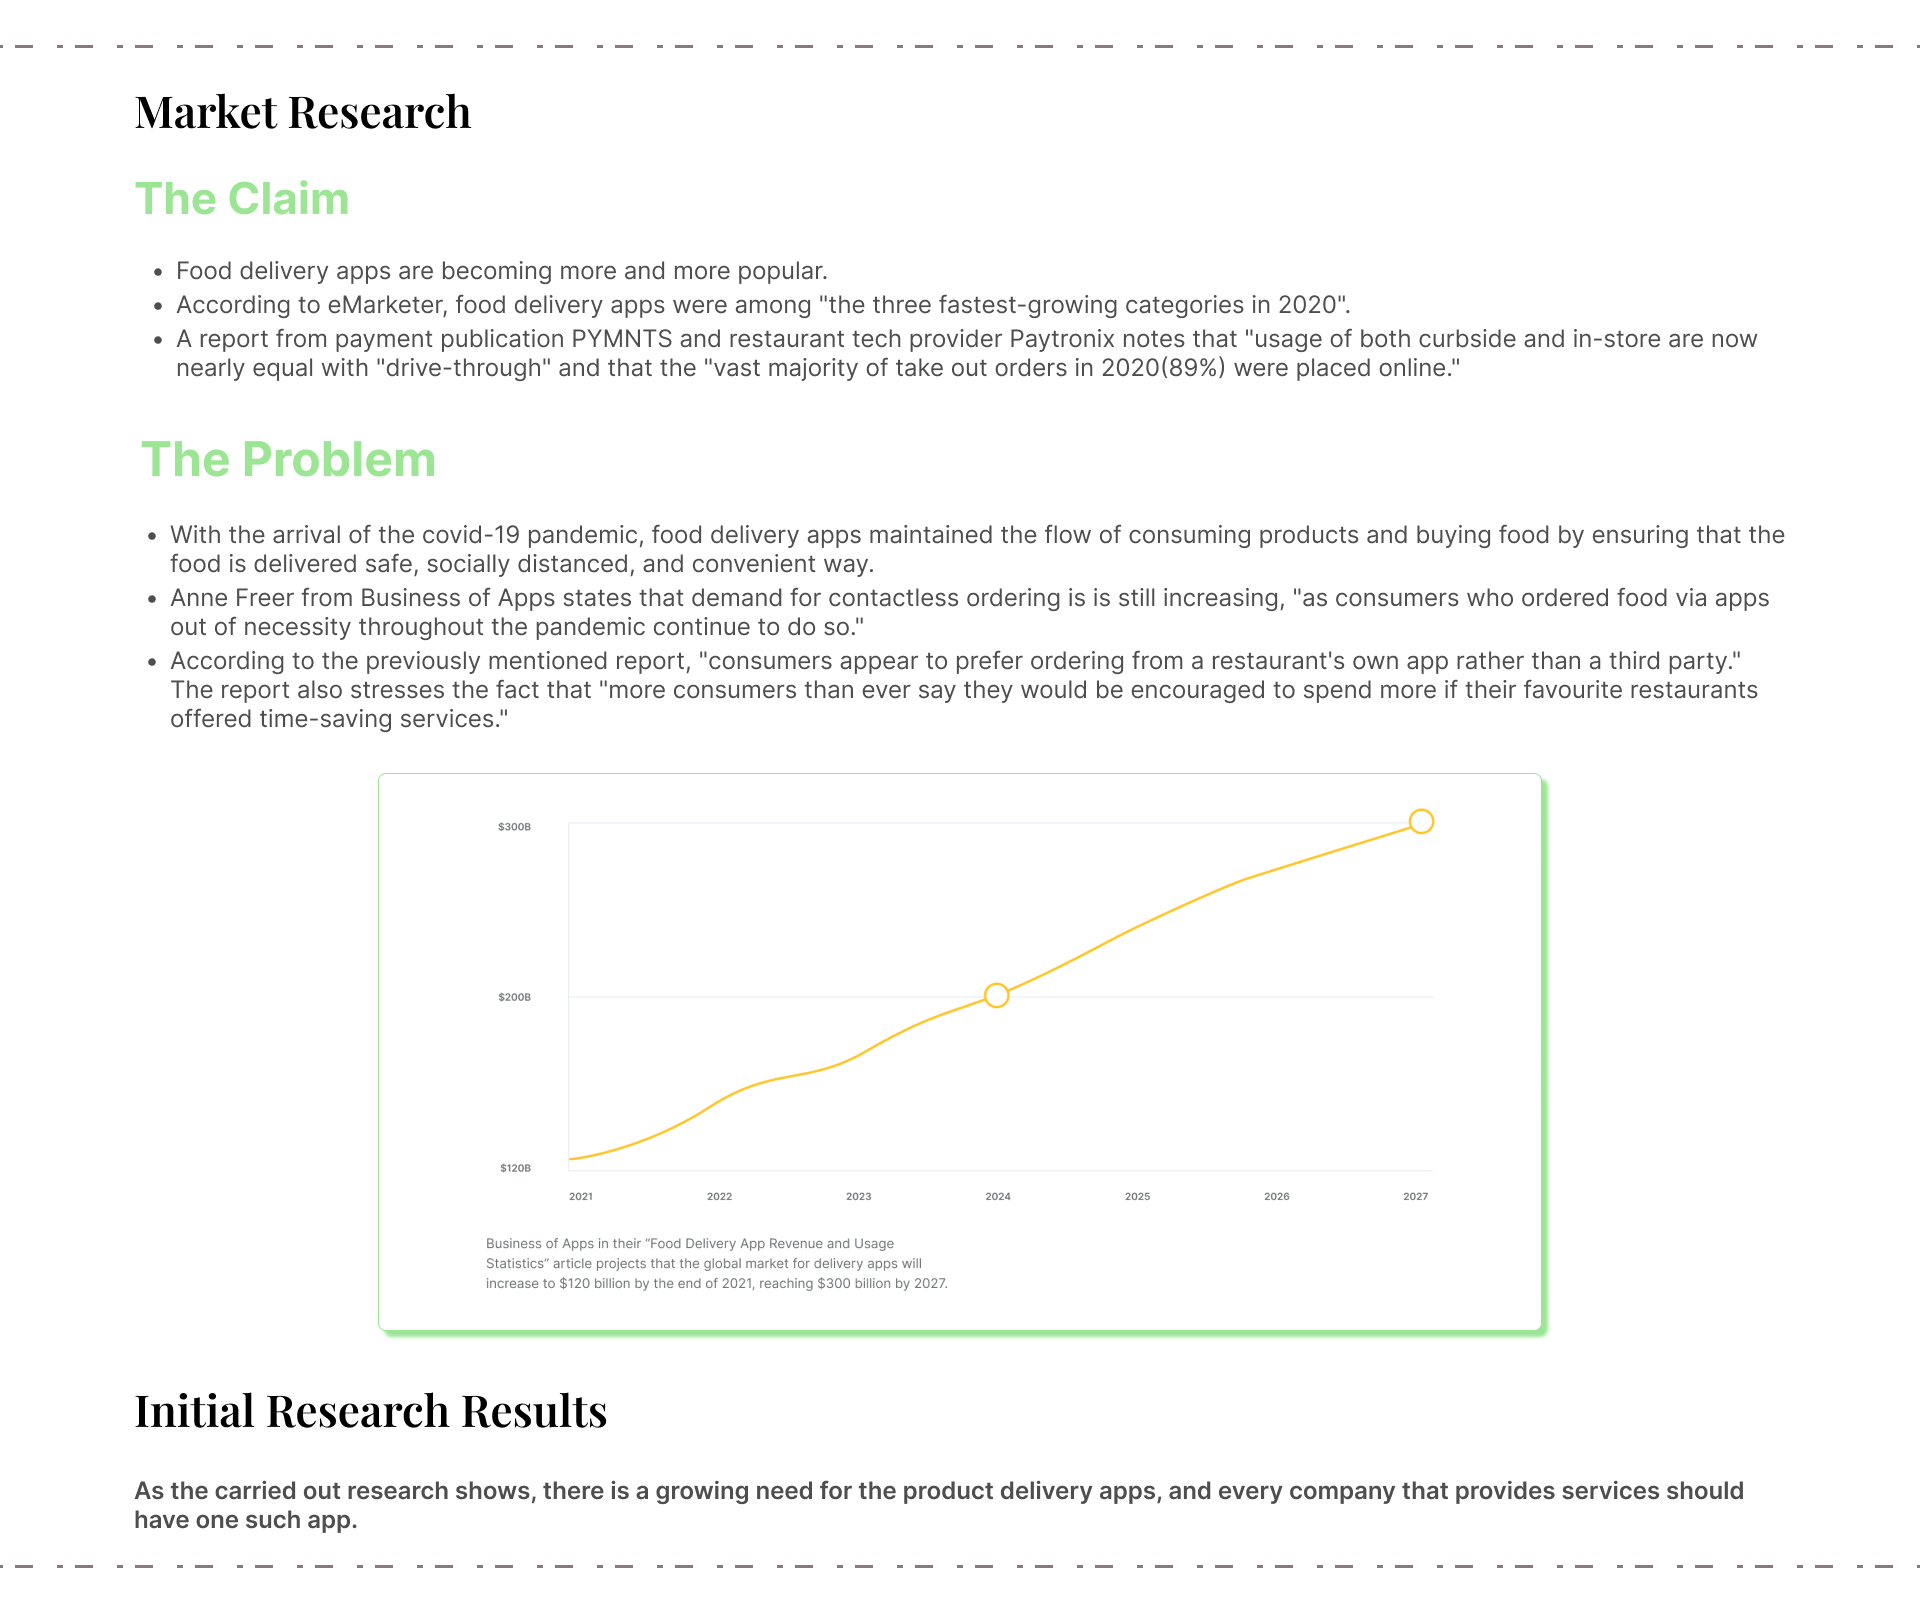 Market Research
The Claim
• Food delivery apps are becoming more and more popular.
• According to eMarketer, food delivery apps were among "the three fastest-growing categories in 2020".
• A report from payment publication PYMNTS and restaurant tech provider Paytronix notes that "usage of both curbside and in-store are now
nearly equal with "drive-through" and that the "vast majority of take out orders in 2020(89%) were placed online."
The Problem
• With the arrival of the covid-19 pandemic, food delivery apps maintained the flow of consuming products and buying food by ensuring that the
food is delivered safe, socially distanced, and convenient way.
• Anne Freer from Business of Apps states that demand for contactless ordering is is still increasing, "as consumers who ordered food via apps
out of necessity throughout the pandemic continue to do so."
• According to the previously mentioned report, "consumers appear to prefer ordering from a restaurant's own app rather than a third party."
The report also stresses the fact that "more consumers than ever say they would be encouraged to spend more if their favourite restaurants
offered time-saving services."
$300B
$200B
$120B
2021 2022 2023 2024 2025 2026 2027
Business of Apps in their “Food Delivery App Revenue and Usage
Statistics” article projects that the global market for delivery apps will
increase to $120 billion by the end of 2021, reaching $300 billion by 2027.
Initial Research Results
As the carried out research shows, there is a growing need for the product delivery apps, and every company that provides services should
have one such app.